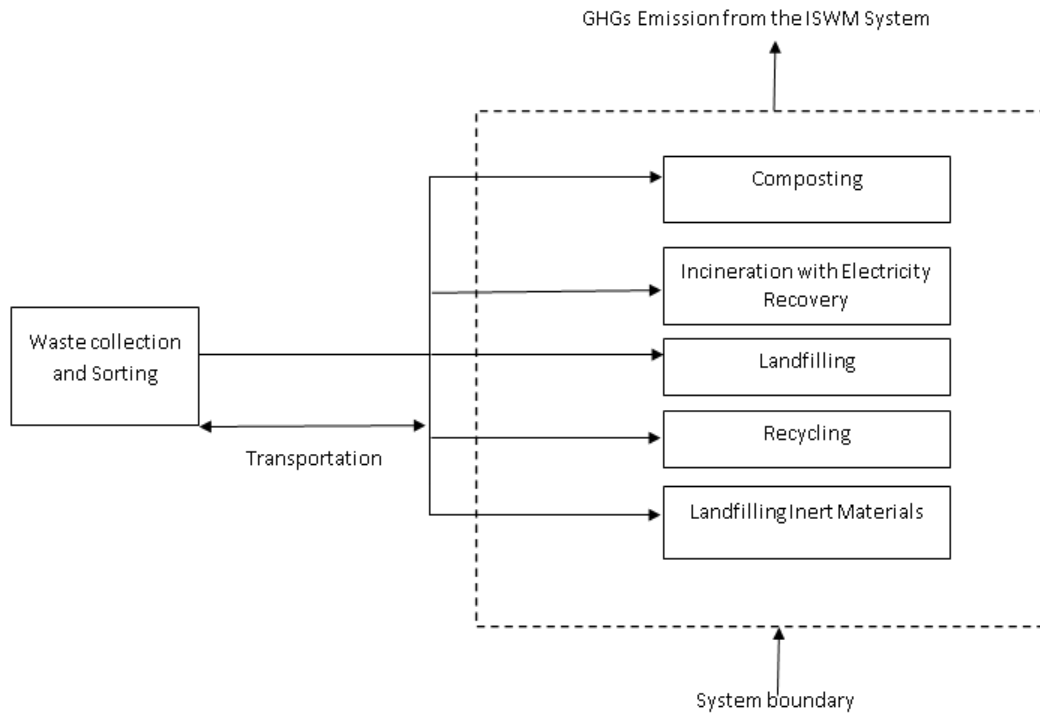 GHGs Emission from the ISWM System
Composting
Incineration with Electricity
Recovery
Waste collection
and Sorting
Landfilling
Recycling
Transportation
Landfilling Inert Materials
System boundary